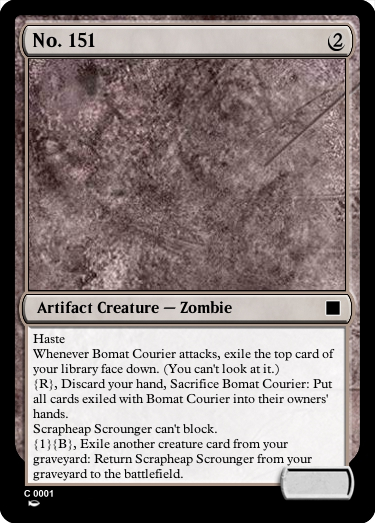 No. 151
2
Artifact Creature — Zombie
Haste
Whenever Bomat Courier attacks, exile the top card of
your library face down. (You can't look at it.)
{R}, Discard your hand, Sacrifice Bomat Courier: Put
all cards exiled with Bomat Courier into their owners'
hands.
Scrapheap Scrounger can't block.
{1}{B}, Exile another creature card from your
graveyard: Return Scrapheap Scrounger from your
graveyard to the battlefield.
C 0001